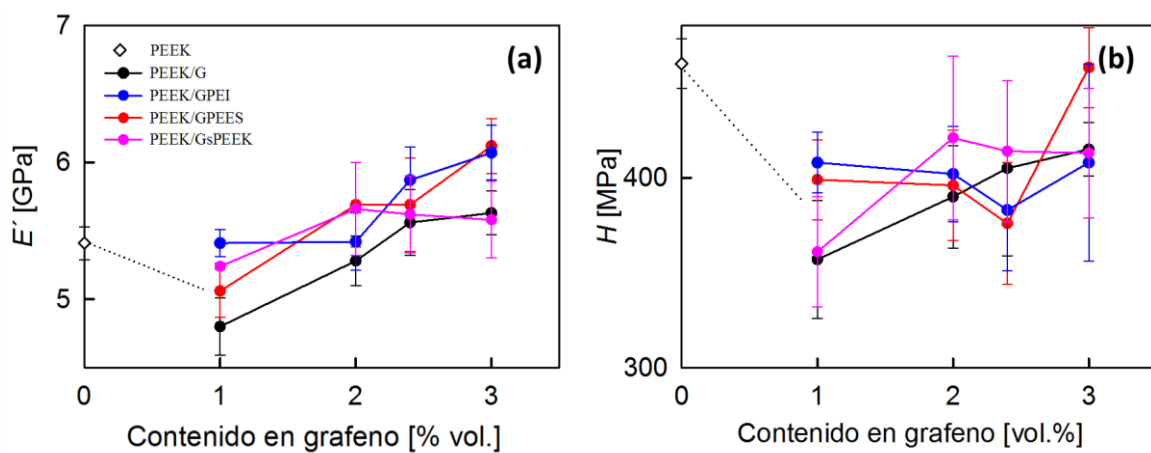 7
6
5
E´ [GPa]
(a)
PEEK
PEEK/G
PEEK/GPEI
PEEK/GPEES
PEEK/GsPEEK
0 1 2 3
Contenido en grafeno [% vol.]
(b)
400
300
H [MPa]
0 1 2 3
Contenido en grafeno [vol.%]